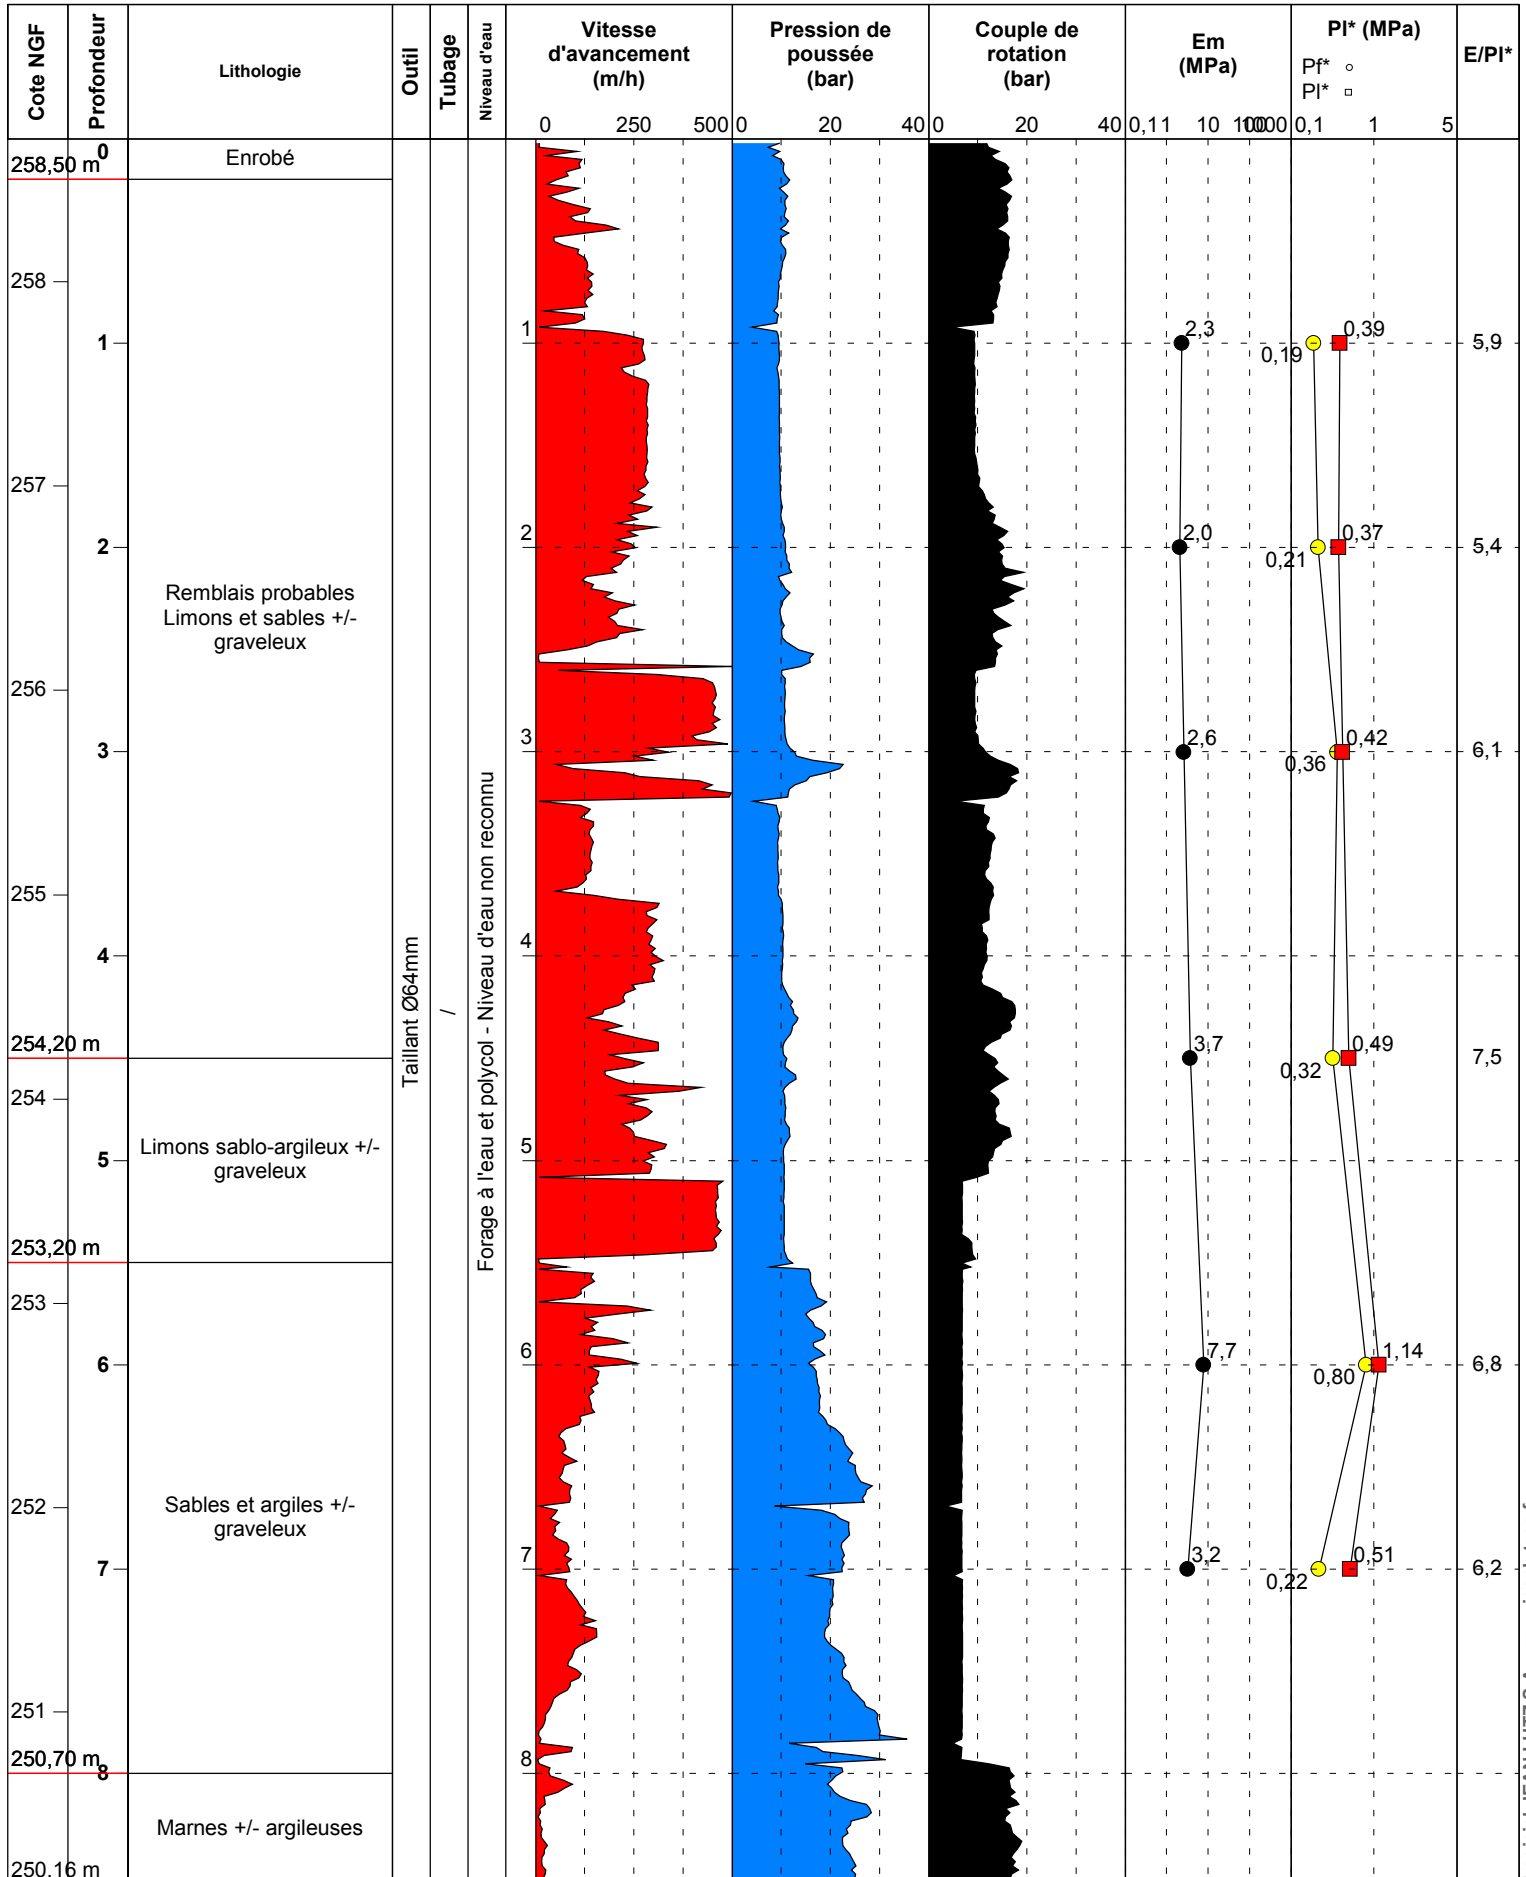 Cote NGF
Profondeur
Lithologie
Outil
Tubage
Niveau d'eau
Vitesse
d'avancement
(m/h)
Pression de
poussée
(bar)
Couple de
rotation
(bar)
Em
(MPa)
Pl* (MPa)
Pf*
Pl*
E/Pl*
0 250 500
0 20 40
0 20 40
0,1 1 10 100 1000
0,1 1 5
0
258,50 m
Enrobé
258
1
1
2,3
0,19
0,39
5,9
257
2
2
2,0
0,21
0,37
5,4
Remblais probables
Limons et sables +/-
graveleux
256
3
3
2,6
0,36
0,42
6,1
255
4
4
254,20 m
3,7
0,32
0,49
7,5
254
Limons sablo-argileux +/-
graveleux
5
5
253,20 m
253
6
6
7,7
0,80
1,14
6,8
252
Sables et argiles +/-
graveleux
7
7
3,2
0,22
0,51
6,2
251
250,70 m
8
8
Marnes +/- argileuses
250.16 m
Taillant Ø64mm
/
Forage à l'eau et polycol - Niveau d'eau non reconnu